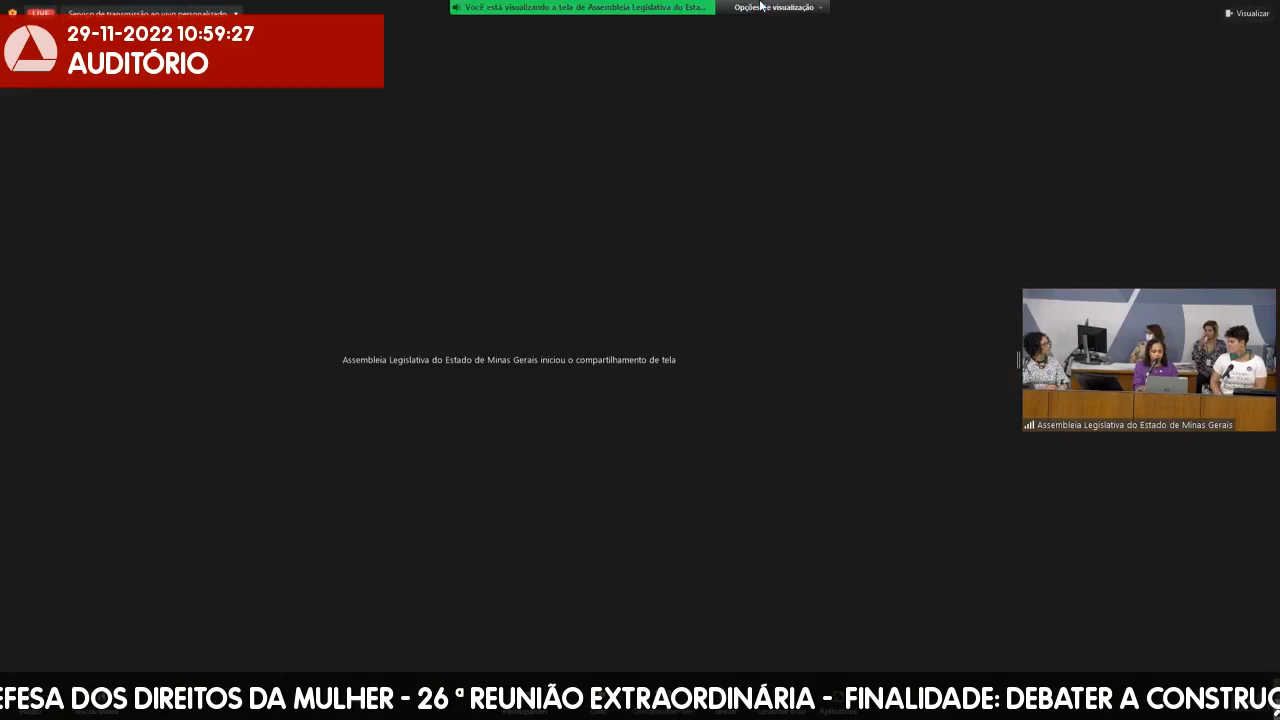 Você está visualizando a tela de Assembleia Legislativa do Esta...
Opções de visualização
LIVE
Serviço de transmissão ao vivo personalizado
Visualizar
29-11-2022 10:59:27
AUDITÓRIO
Assembleia Legislativa do Estado de Minas Gerais iniciou o compartilhamento de tela
Assembleia Legislativa do Estado de Minas Gerais
EFESA DOS DIREITOS DA MULHER - 26 ª REUNIÃO EXTRAORDINÁRIA - FINALIDADE: DEBATER A CONSTRUÇ